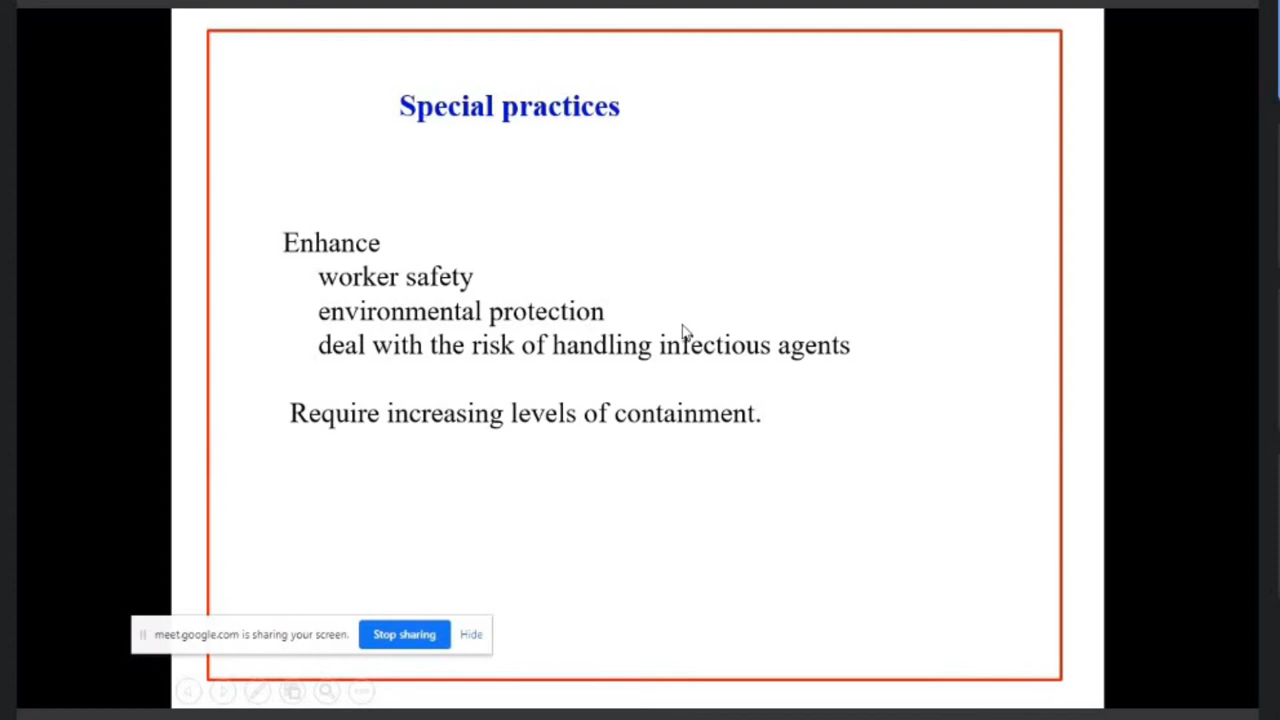 Special practices
Enhance
worker safety
environmental protection
deal with the risk of handling infectious agents
Require increasing levels of containment.
meet.google.com is sharing your screen. Stop sharing Hide